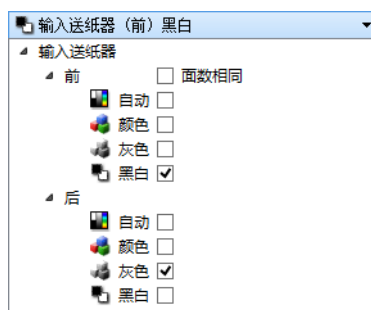 输入送纸器（前）黑白
输入送纸器
前 面数相同
自动
颜色
灰色
黑白
后
自动
颜色
灰色
黑白